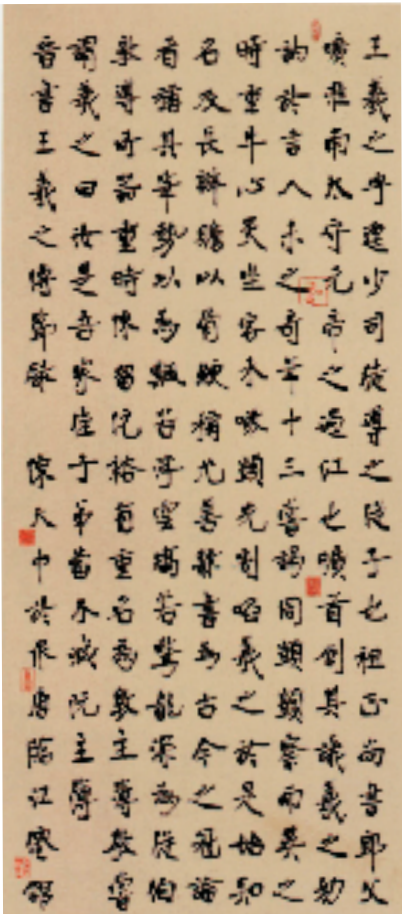 王羲之字逸少司徒導之從子也祖正尚書郎父
曠淮南太守元帝之過江也曠首創其議羲之幼
訥於言人未之奇年十三嘗謁周顗顗察而異之
時重牛心炙坐客未啖顗先割啗羲之於是始知
名及長辯贍以骨鯁稱尤善隸書為古今之冠論
者稱其筆勢以為飄若浮雲矯若驚龍深為從伯
敦導所器重時陳留阮裕有重名為敦主簿敦嘗
謂羲之曰汝是吾家佳子弟當不減阮主簿
晉書王羲之傳節錄 陳天中於唐臨江